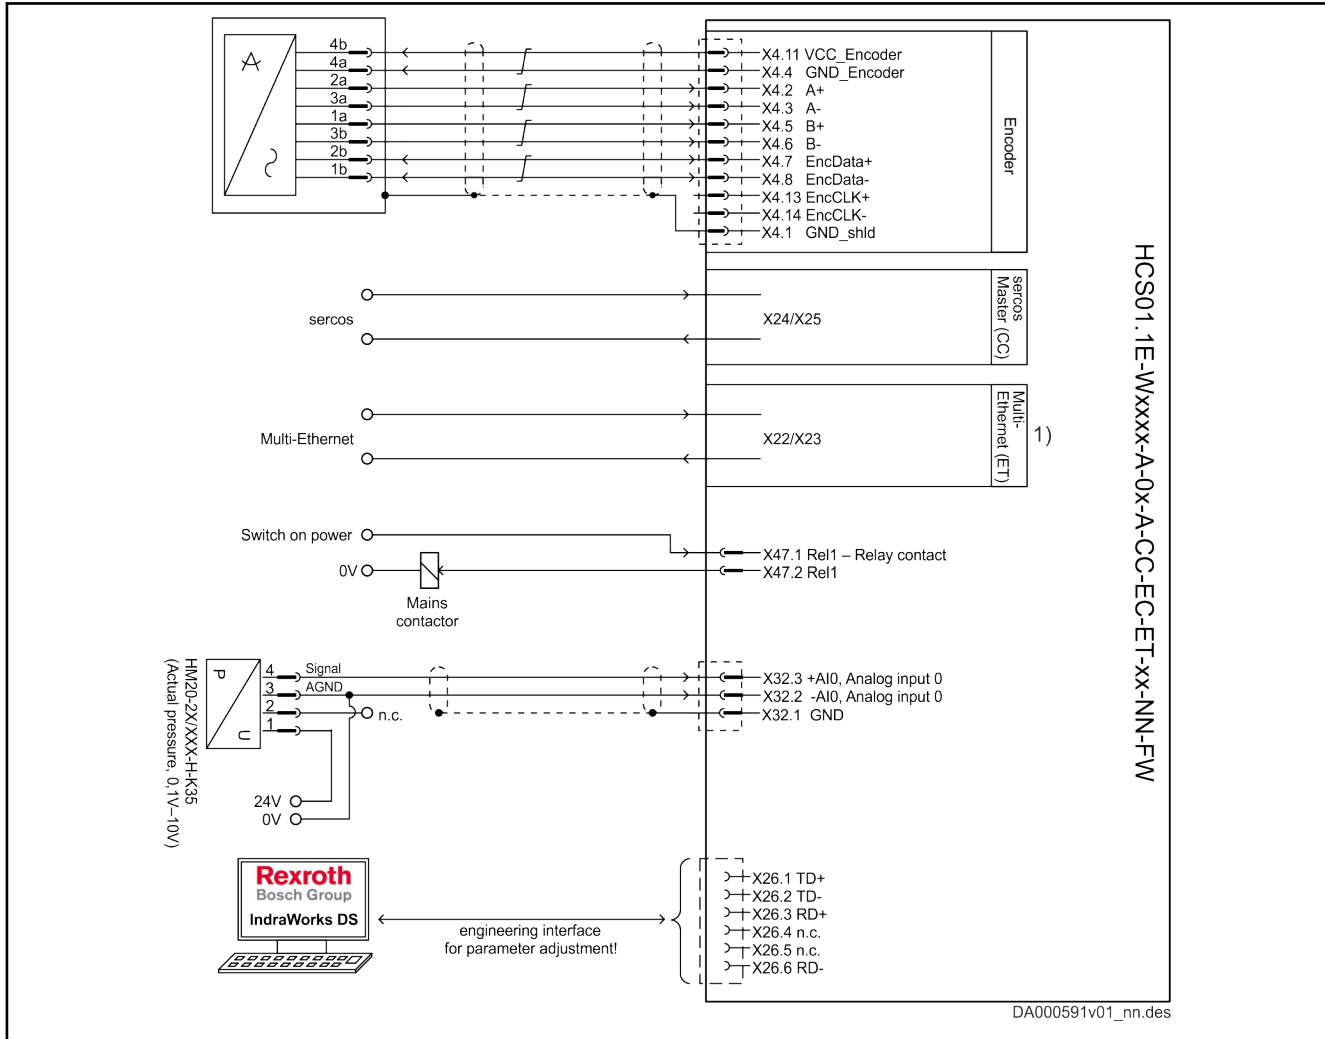 4b
4a
2a
3a
1a
3b
2b
1b
X4.11 VCC_Encoder
X4.4 GND_Encoder
X4.2 A+
X4.3 A-
X4.5 B+
X4.6 B-
X4.7 EncData+
X4.8 EncData-
X4.13 EncCLK+
X4.14 EncCLK-
X4.1 GND_shld
Encoder
sercos
X24/X25
sercos
Master (CC)
Multi-Ethernet
X22/X23
Multi-
Ethernet (ET)
1)
HCS01.1E-Wxxxx-A-0x-A-CC-EC-ET-xx-NN-FW
Switch on power
0V
Mains
contactor
X47.1 Rel1 – Relay contact
X47.2 Rel1
HM20-2X/XXX-H-K35
(Actual pressure, 0,1V–10V)
P
U
4
3
2
1
Signal
AGND
n.c.
24V
0V
X32.3 +AI0, Analog input 0
X32.2 -AI0, Analog input 0
X32.1 GND
Rexroth
Bosch Group
IndraWorks DS
engineering interface
for parameter adjustment!
X26.1 TD+
X26.2 TD-
X26.3 RD+
X26.4 n.c.
X26.5 n.c.
X26.6 RD-
DA000591v01_nn.des